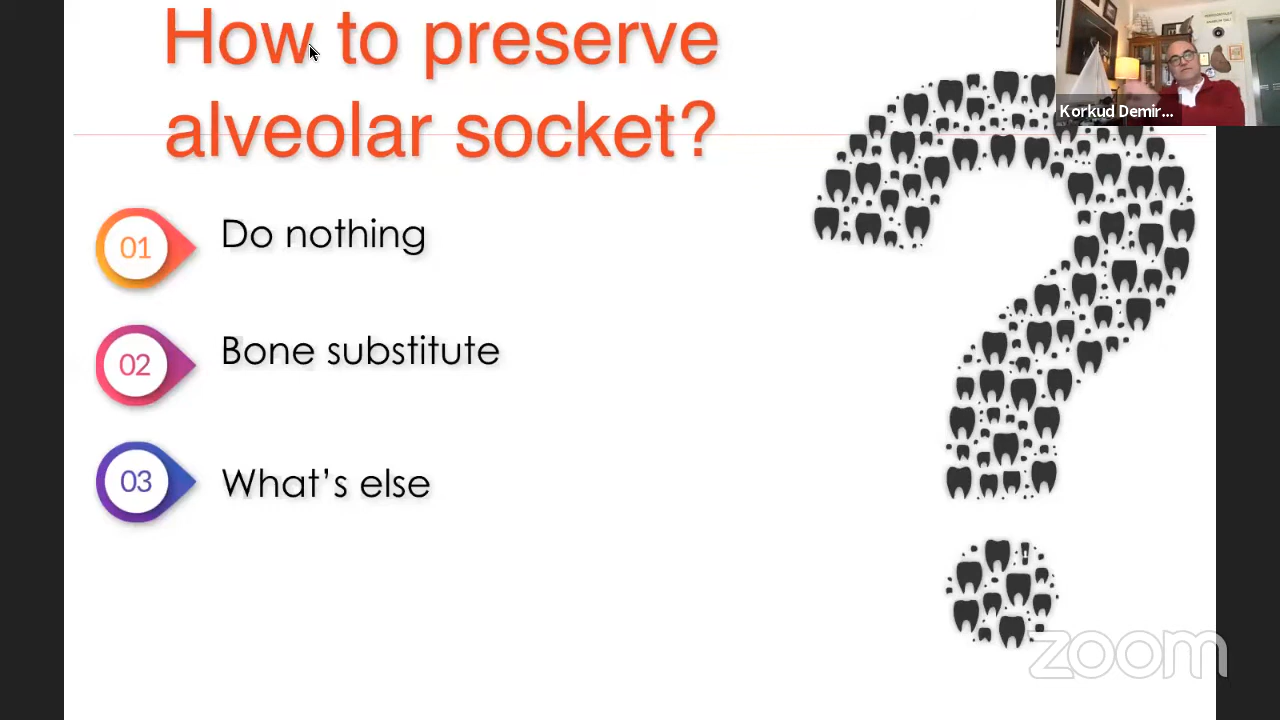 How to preserve
alveolar socket?
Korkud Demir...
01
Do nothing
02
Bone substitute
03
What’s else
zoom